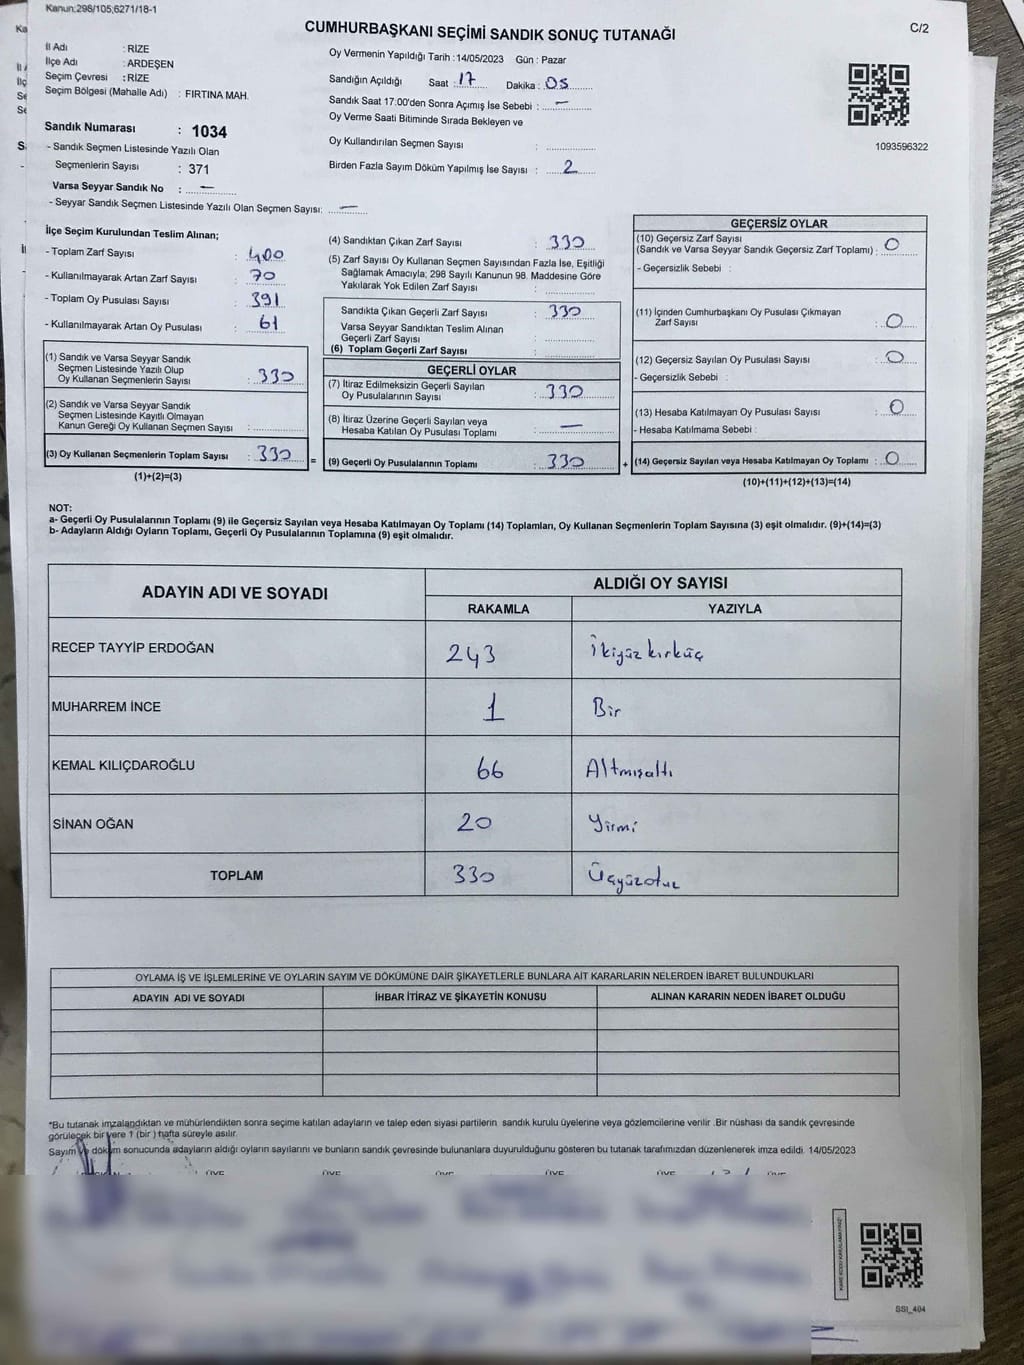 Kanun:298/105;6271/18-1
CUMHURBAŞKANI SEÇİMİ SANDIK SONUÇ TUTANAĞI
C/2
İl Adı : RİZE
İlçe Adı : ARDEŞEN
Seçim Çevresi : RİZE
Seçim Bölgesi (Mahalle Adı) : FIRTINA MAH.
Sandık Numarası : 1034
- Sandık Seçmen Listesinde Yazılı Olan
Seçmenlerin Sayısı : 371
Varsa Seyyar Sandık No : —
- Seyyar Sandık Seçmen Listesinde Yazılı Olan Seçmen Sayısı: —
Oy Vermenin Yapıldığı Tarih :14/05/2023 Gün : Pazar
Sandığın Açıldığı Saat : 17 Dakika : 05
Sandık Saat 17:00'den Sonra Açımış İse Sebebi : —
Oy Verme Saati Bitiminde Sırada Bekleyen ve
Oy Kullandırılan Seçmen Sayısı :
Birden Fazla Sayım Döküm Yapılmış İse Sayısı : 2
1093596322
İlçe Seçim Kurulundan Teslim Alınan;
- Toplam Zarf Sayısı : 400
- Kullanılmayarak Artan Zarf Sayısı : 70
- Toplam Oy Pusulası Sayısı : 391
- Kullanılmayarak Artan Oy Pusulası : 61
(1) Sandık ve Varsa Seyyar Sandık
Seçmen Listesinde Yazılı Olup
Oy Kullanan Seçmenlerin Sayısı : 330
(2) Sandık ve Varsa Seyyar Sandık
Seçmen Listesinde Kayıtlı Olmayan
Kanun Gereği Oy Kullanan Seçmen Sayısı :
(3) Oy Kullanan Seçmenlerin Toplam Sayısı : 330
(1)+(2)=(3)
(4) Sandıktan Çıkan Zarf Sayısı : 330
(5) Zarf Sayısı Oy Kullanan Seçmen Sayısından Fazla İse, Eşitliği
Sağlamak Amacıyla; 298 Sayılı Kanunun 98. Maddesine Göre
Yakılarak Yok Edilen Zarf Sayısı :
Sandıkta Çıkan Geçerli Zarf Sayısı : 330
Varsa Seyyar Sandıktan Teslim Alınan
Geçerli Zarf Sayısı :
(6) Toplam Geçerli Zarf Sayısı :
GEÇERLİ OYLAR
(7) İtiraz Edilmeksizin Geçerli Sayılan
Oy Pusulalarının Sayısı : 330
(8) İtiraz Üzerine Geçerli Sayılan veya
Hesaba Katılan Oy Pusulası Toplamı : —
= (9) Geçerli Oy Pusulalarının Toplamı : 330
GEÇERSİZ OYLAR
(10) Geçersiz Zarf Sayısı
(Sandık ve Varsa Seyyar Sandık Geçersiz Zarf Toplamı) : 0
- Geçersizlik Sebebi :
(11) İçinden Cumhurbaşkanı Oy Pusulası Çıkmayan
Zarf Sayısı : 0
(12) Geçersiz Sayılan Oy Pusulası Sayısı : 0
- Geçersizlik Sebebi :
(13) Hesaba Katılmayan Oy Pusulası Sayısı : 0
- Hesaba Katılmama Sebebi :
+ (14) Geçersiz Sayılan veya Hesaba Katılmayan Oy Toplamı : 0
(10)+(11)+(12)+(13)=(14)
NOT:
a- Geçerli Oy Pusulalarının Toplamı (9) ile Geçersiz Sayılan veya Hesaba Katılmayan Oy Toplamı (14) Toplamları, Oy Kullanan Seçmenlerin Toplam Sayısına (3) eşit olmalıdır. (9)+(14)=(3)
b- Adayların Aldığı Oyların Toplamı, Geçerli Oy Pusulalarının Toplamına (9) eşit olmalıdır.
ADAYIN ADI VE SOYADI
ALDIĞI OY SAYISI
RAKAMLA YAZIYLA
RECEP TAYYİP ERDOĞAN 243 İkiyüzkırküç
MUHARREM İNCE 1 Bir
KEMAL KILIÇDAROĞLU 66 Altmışaltı
SİNAN OĞAN 20 Yirmi
TOPLAM 330 Üçyüzotuz
OYLAMA İŞ VE İŞLEMLERİNE VE OYLARIN SAYIM VE DÖKÜMÜNE DAİR ŞİKAYETLERLE BUNLARA AİT KARARLARIN NELERDEN İBARET BULUNDUKLARI
ADAYIN ADI VE SOYADI İHBAR İTİRAZ VE ŞİKAYETİN KONUSU ALINAN KARARIN NEDEN İBARET OLDUĞU
*Bu tutanak imzalandıktan ve mühürlendikten sonra seçime katılan adayların ve talep eden siyasi partilerin sandık kurulu üyelerine veya gözlemcilerine verilir .Bir nüshası da sandık çevresinde
görülecek bir yere 1 (bir ) hafta süreyle asılır.
Sayım ve döküm sonucunda adayların aldığı oyların sayılarını ve bunların sandık çevresinde bulunanlara duyurulduğunu gösteren bu tutanak tarafımızdan düzenlenerek imza edildi. 14/05/2023
SSI_404